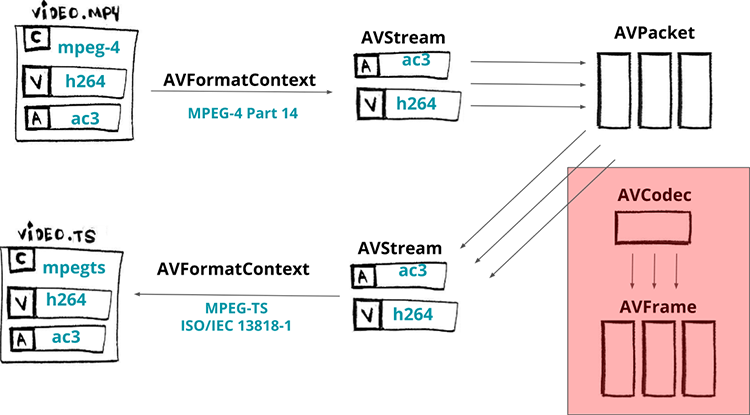 VIDEO.MP4
C
mpeg-4
V
h264
A
ac3
AVFormatContext
MPEG-4 Part 14
AVStream
A
ac3
V
h264
AVPacket
AVCodec
AVFrame
VIDEO.TS
C
mpegts
V
h264
A
ac3
AVFormatContext
MPEG-TS
ISO/IEC 13818-1
AVStream
A
ac3
V
h264